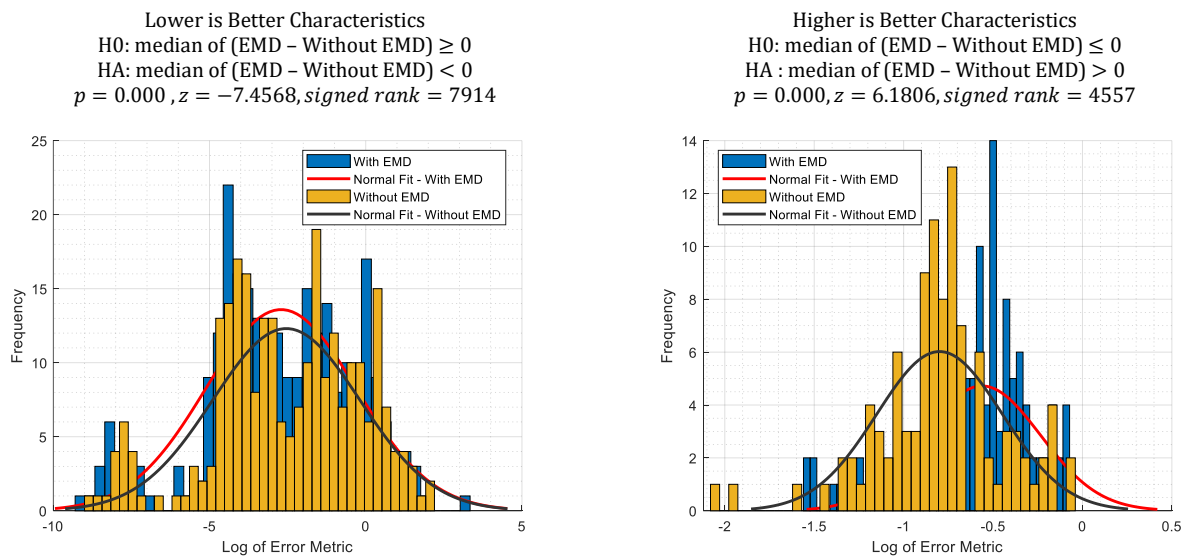 Lower is Better Characteristics
H0: median of (EMD – Without EMD) ≥ 0
HA: median of (EMD – Without EMD) < 0
p = 0.000 , z = −7.4568, signed rank = 7914
25
20
15
10
5
0
Frequency
With EMD
Normal Fit - With EMD
Without EMD
Normal Fit - Without EMD
-10
-5
0
5
Log of Error Metric
Higher is Better Characteristics
H0: median of (EMD – Without EMD) ≤ 0
HA : median of (EMD – Without EMD) > 0
p = 0.000, z = 6.1806, signed rank = 4557
14
12
10
8
6
4
2
0
Frequency
With EMD
Normal Fit - With EMD
Without EMD
Normal Fit - Without EMD
-2
-1.5
-1
-0.5
0
0.5
Log of Error Metric